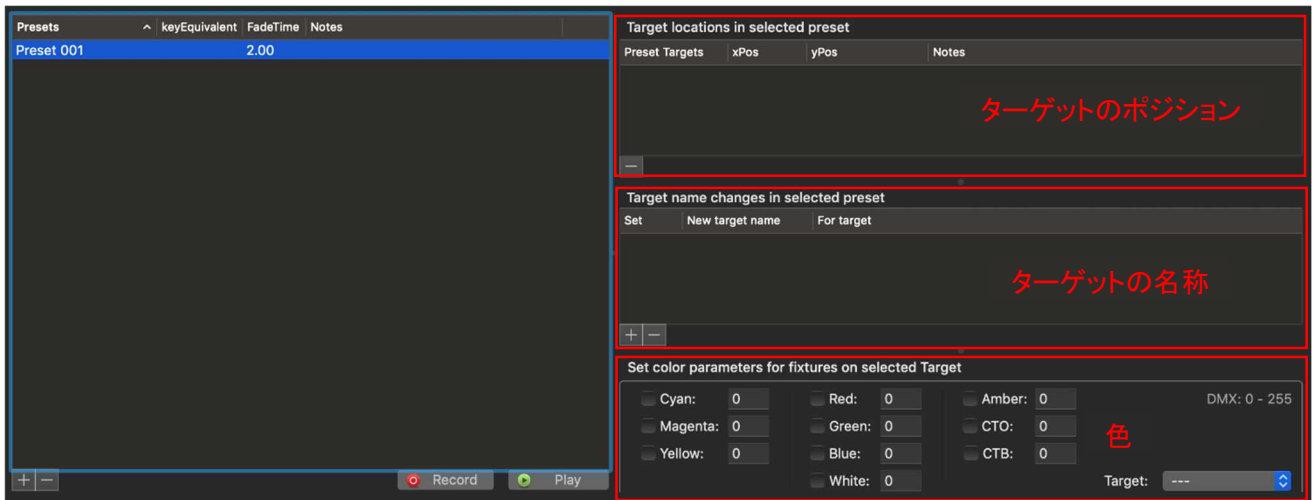 Presets keyEquivalent FadeTime Notes
Preset 001 2.00
+ −
Record Play
Target locations in selected preset
Preset Targets xPos yPos Notes
ターゲットのポジション
−
Target name changes in selected preset
Set New target name For target
ターゲットの名称
+ −
Set color parameters for fixtures on selected Target
Cyan: 0 Red: 0 Amber: 0 DMX: 0 - 255
Magenta: 0 Green: 0 CTO: 0
色
Yellow: 0 Blue: 0 CTB: 0
White: 0 Target: ---